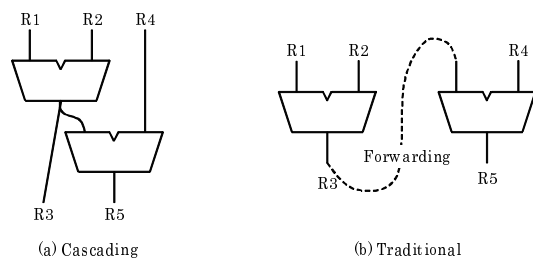 R1 R2 R4
R1 R2 R4
Forwarding
R3 R5
R3 R5
(a) Cascading
(b) Traditional